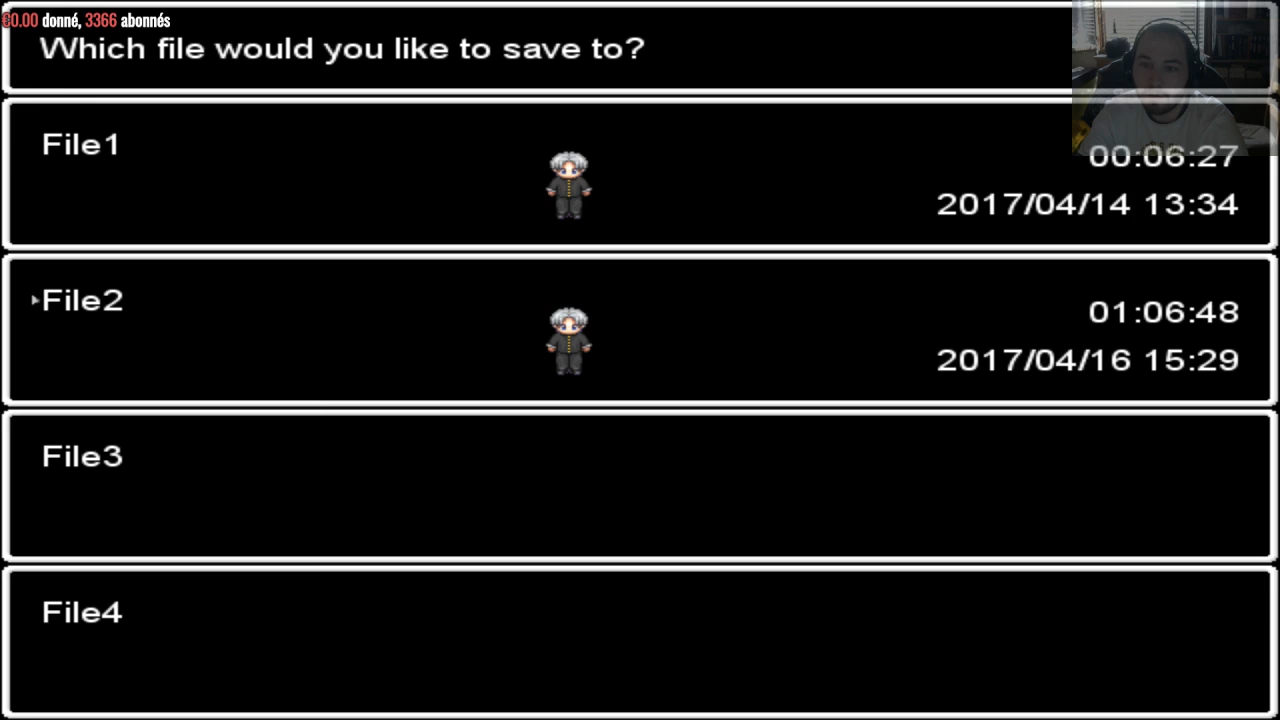 €0.00 donné, 3366 abonnés
Which file would you like to save to?
File1
00:06:27
2017/04/14 13:34
File2
01:06:48
2017/04/16 15:29
File3
File4